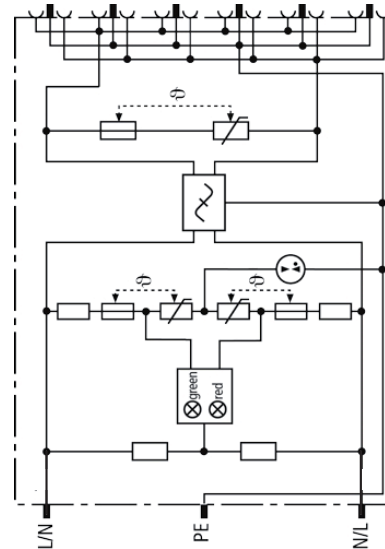 ϑ
ϑ
ϑ
green
red
L/N
PE
N/L